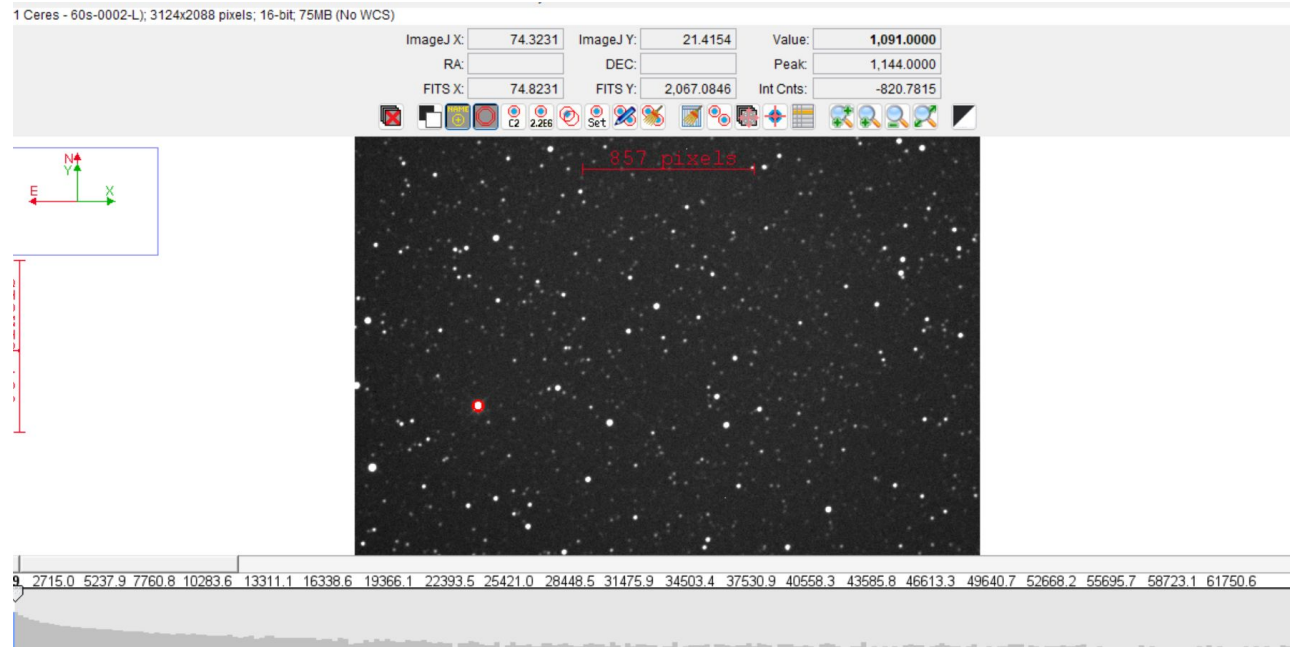 1 Ceres - 60s-0002-L); 3124x2088 pixels; 16-bit; 75MB (No WCS)
ImageJ X: 74.3231 ImageJ Y: 21.4154 Value: 1,091.0000
RA: DEC: Peak: 1,144.0000
FITS X: 74.8231 FITS Y: 2,067.0846 Int Cnts: -820.7815
NAME C2 2.2E6 Set
857 pixels
N
Y
E X
9 2715.0 5237.9 7760.8 10283.6 13311.1 16338.6 19366.1 22393.5 25421.0 28448.5 31475.9 34503.4 37530.9 40558.3 43585.8 46613.3 49640.7 52668.2 55695.7 58723.1 61750.6